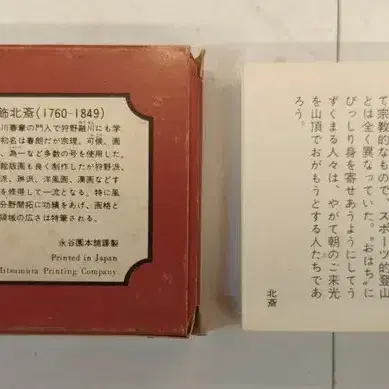 飾北斎(1760-1849)
川春章の門人で狩野融川にも学
初名は春朗だが宗理、可候、画
、為一など多数の号を使用した。
絵版画も良く制作したが狩野派、
派、琳派、洋風画、漢画などす
を修得して一流となる。特に風
分野開拓に功績をあげ、画格と
領域の広さは特筆される。
永谷園本舗謹製
Printed in Japan
Matsumura Printing Company
て宗教的なもので、スポーツ的登山
とは全く異なっていた。“おはち”に
びっしり身を寄せあうようにしてう
ずくまる人々は、やがて朝のご来光
を山頂でおがもうとする人たちであ
ろう。
北斎